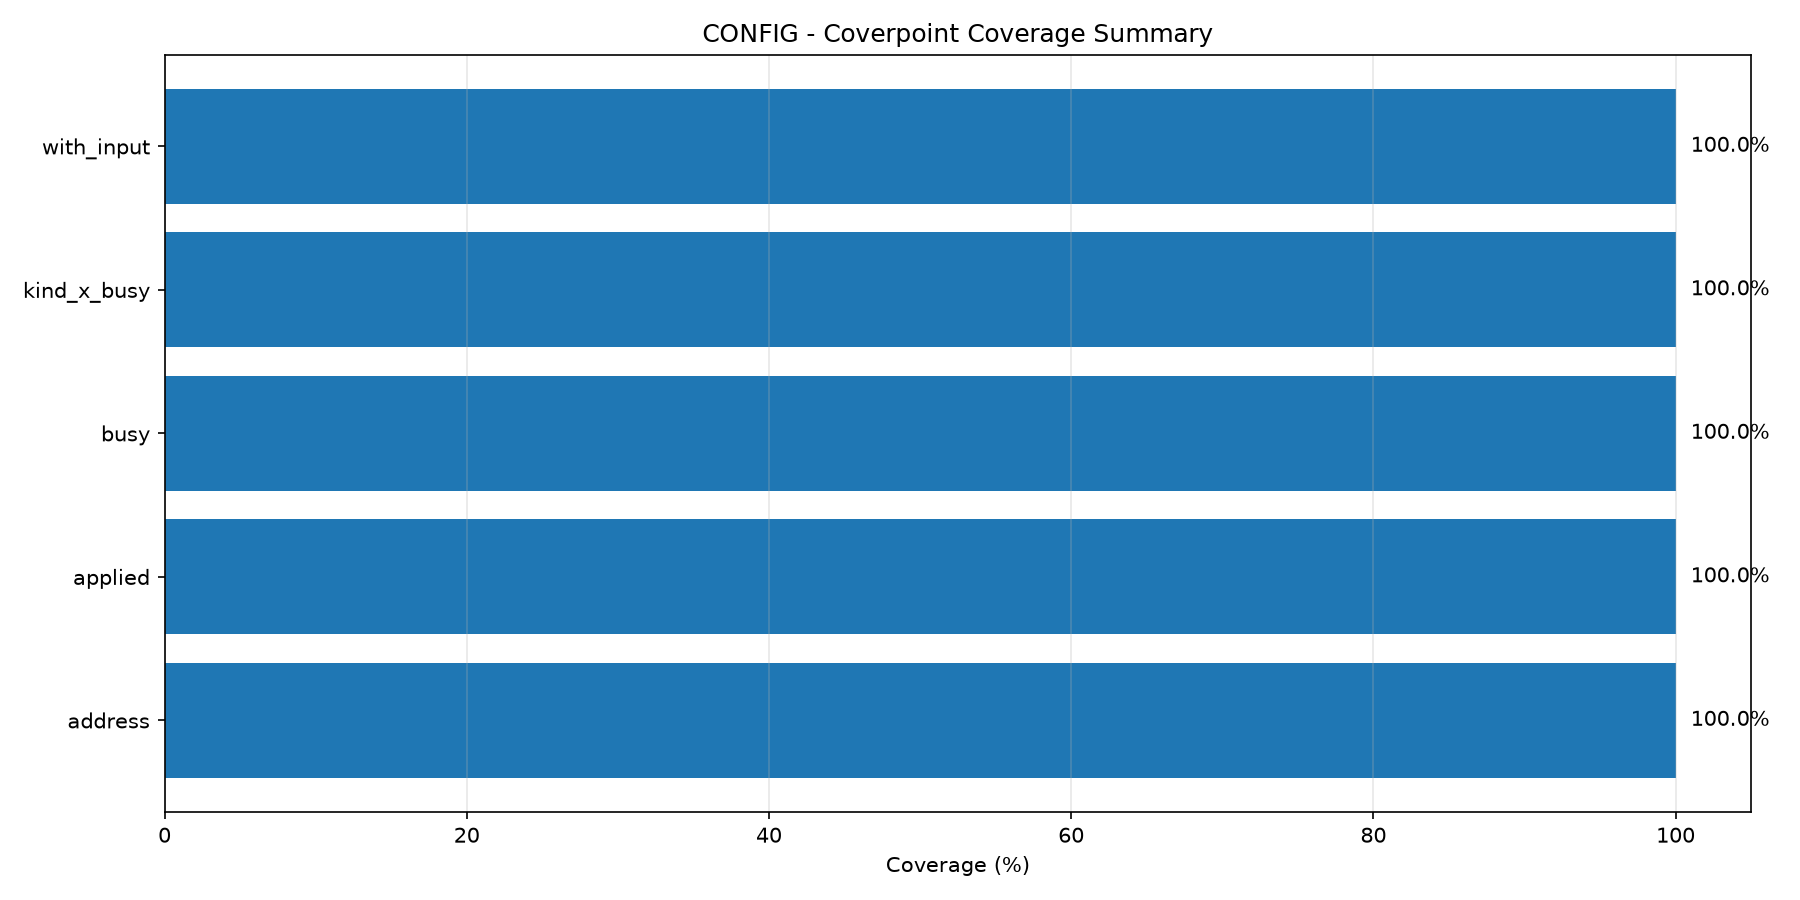 CONFIG - Coverpoint Coverage Summary
with_input 100.0%
kind_x_busy 100.0%
busy 100.0%
applied 100.0%
address 100.0%
0 20 40 60 80 100
Coverage (%)